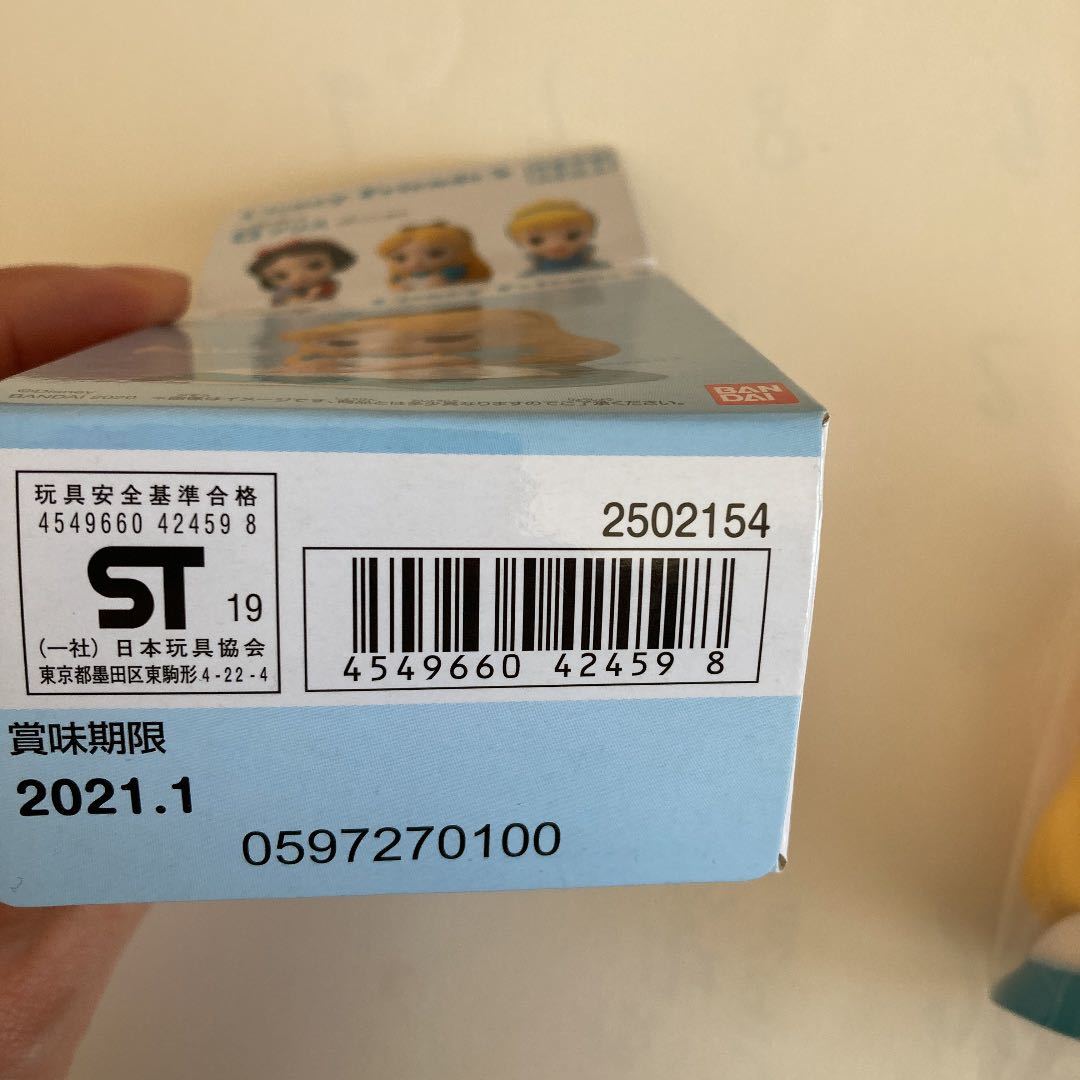 ©Disney
BANDAI 2020
BAN
DAI
玩具安全基準合格
4549660 42459 8
ST 19
(一社) 日本玩具協会
東京都墨田区東駒形4-22-4
2502154
4549660 42459 8
賞味期限
2021.1
0597270100